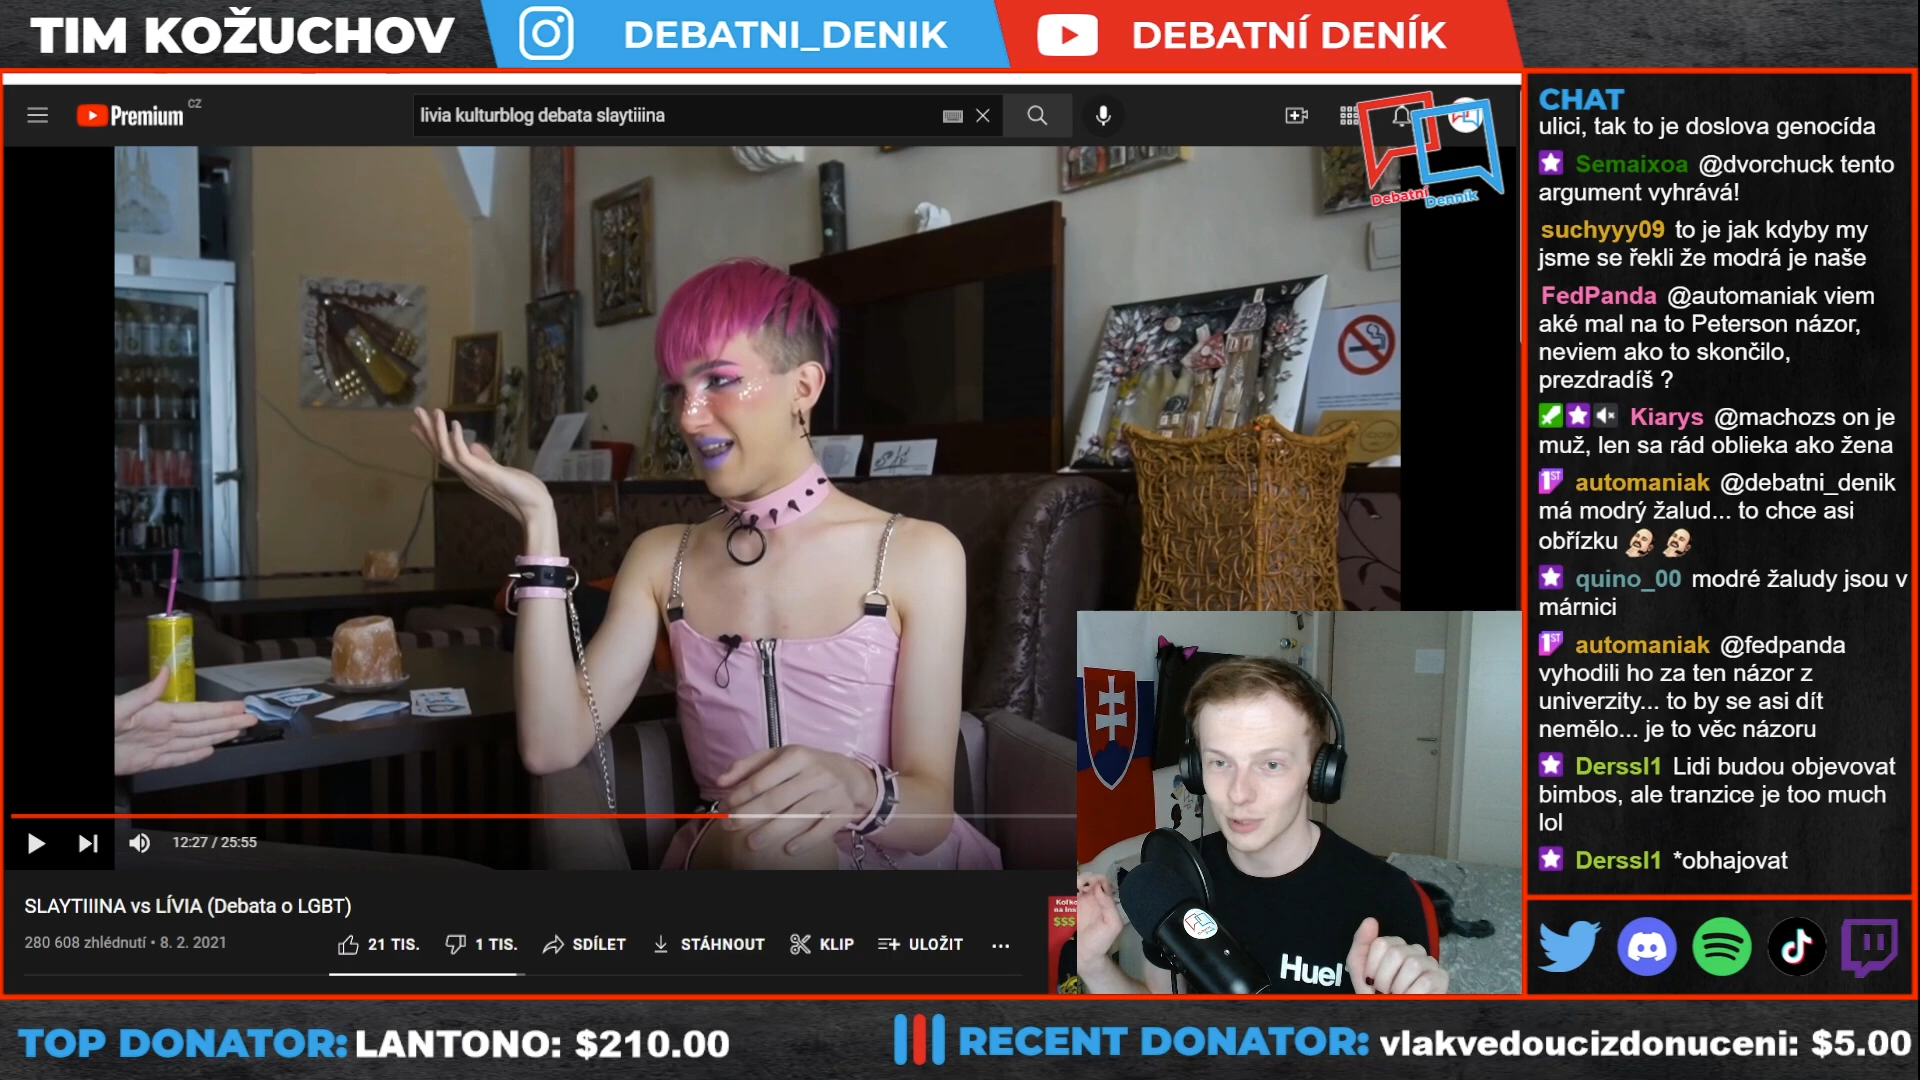 TIM KOŽUCHOV
DEBATNI_DENIK
DEBATNÍ DENÍK
Premium CZ
livia kulturblog debata slaytiiina
Debatní
Denník
12:27 / 25:55
SLAYTIIINA vs LÍVIA (Debata o LGBT)
280 608 zhlédnutí • 8. 2. 2021
21 TIS.
1 TIS.
SDÍLET
STÁHNOUT
KLIP
ULOŽIT
$$$
Huel
CHAT
ulici, tak to je doslova genocída
Semaixoa @dvorchuck tento
argument vyhrává!
suchyyy09 to je jak kdyby my
jsme se řekli že modrá je naše
FedPanda @automaniak viem
aké mal na to Peterson názor,
neviem ako to skončilo,
prezdradíš ?
Kiarys @machozs on je
muž, len sa rád oblieka ako žena
1ST automaniak @debatni_denik
má modrý žalud... to chce asi
obřízku
quino_00 modré žaludy jsou v
márnici
1ST automaniak @fedpanda
vyhodili ho za ten názor z
univerzity... to by se asi dít
nemělo... je to věc názoru
Derssl1 Lidi budou objevovat
bimbos, ale tranzice je too much
lol
Derssl1 *obhajovat
TOP DONATOR: LANTONO: $210.00
RECENT DONATOR: vlakvedoucizdonuceni: $5.00